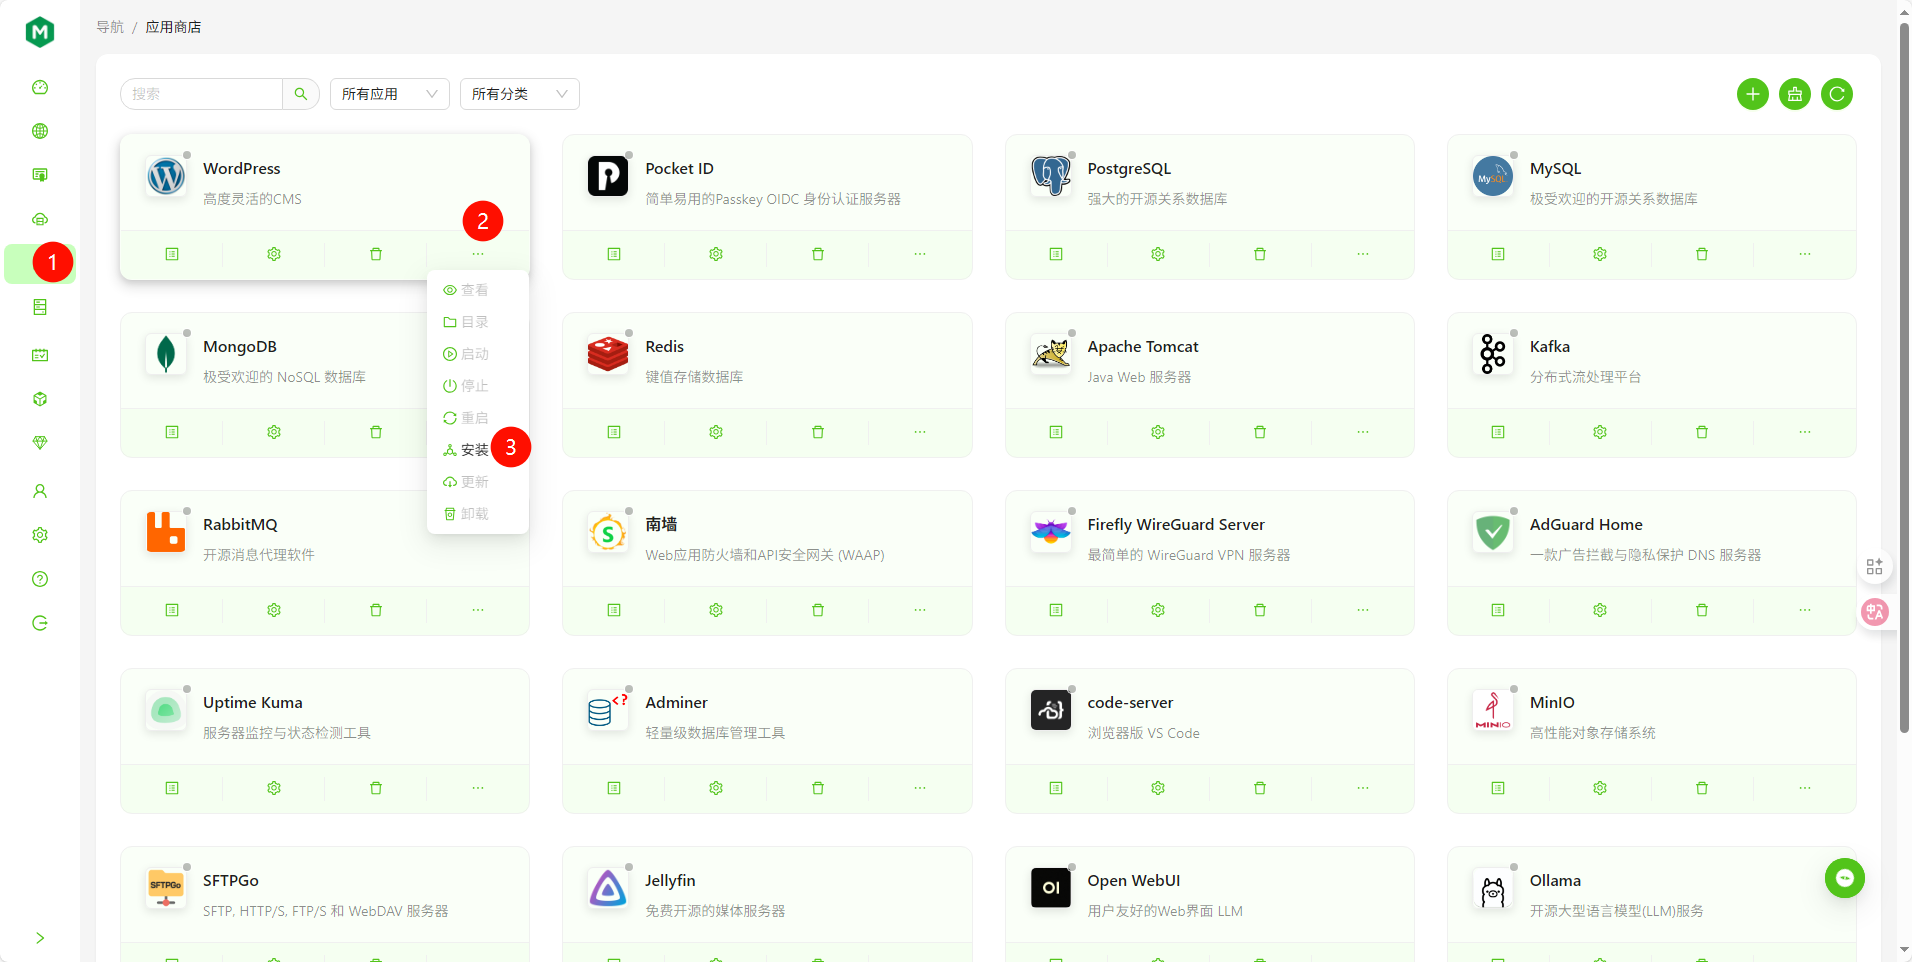 M
导航 / 应用商店
搜索
所有应用
所有分类
WordPress
高度灵活的CMS
2
Pocket ID
简单易用的Passkey OIDC 身份认证服务器
PostgreSQL
强大的开源关系数据库
MySQL
MySQL
极受欢迎的开源关系数据库
1
查看
目录
启动
停止
重启
安装
3
更新
卸载
MongoDB
极受欢迎的 NoSQL 数据库
Redis
键值存储数据库
Apache Tomcat
Java Web 服务器
Kafka
分布式流处理平台
RabbitMQ
开源消息代理软件
S
南墙
Web应用防火墙和API安全网关 (WAAP)
Firefly WireGuard Server
最简单的 WireGuard VPN 服务器
AdGuard Home
一款广告拦截与隐私保护 DNS 服务器
Uptime Kuma
服务器监控与状态检测工具
<?
Adminer
轻量级数据库管理工具
code-server
浏览器版 VS Code
MINIO
MinIO
高性能对象存储系统
SFTPGo
SFTPGo
SFTP, HTTP/S, FTP/S 和 WebDAV 服务器
Jellyfin
免费开源的媒体服务器
OI
Open WebUI
用户友好的Web界面 LLM
Ollama
开源大型语言模型(LLM)服务